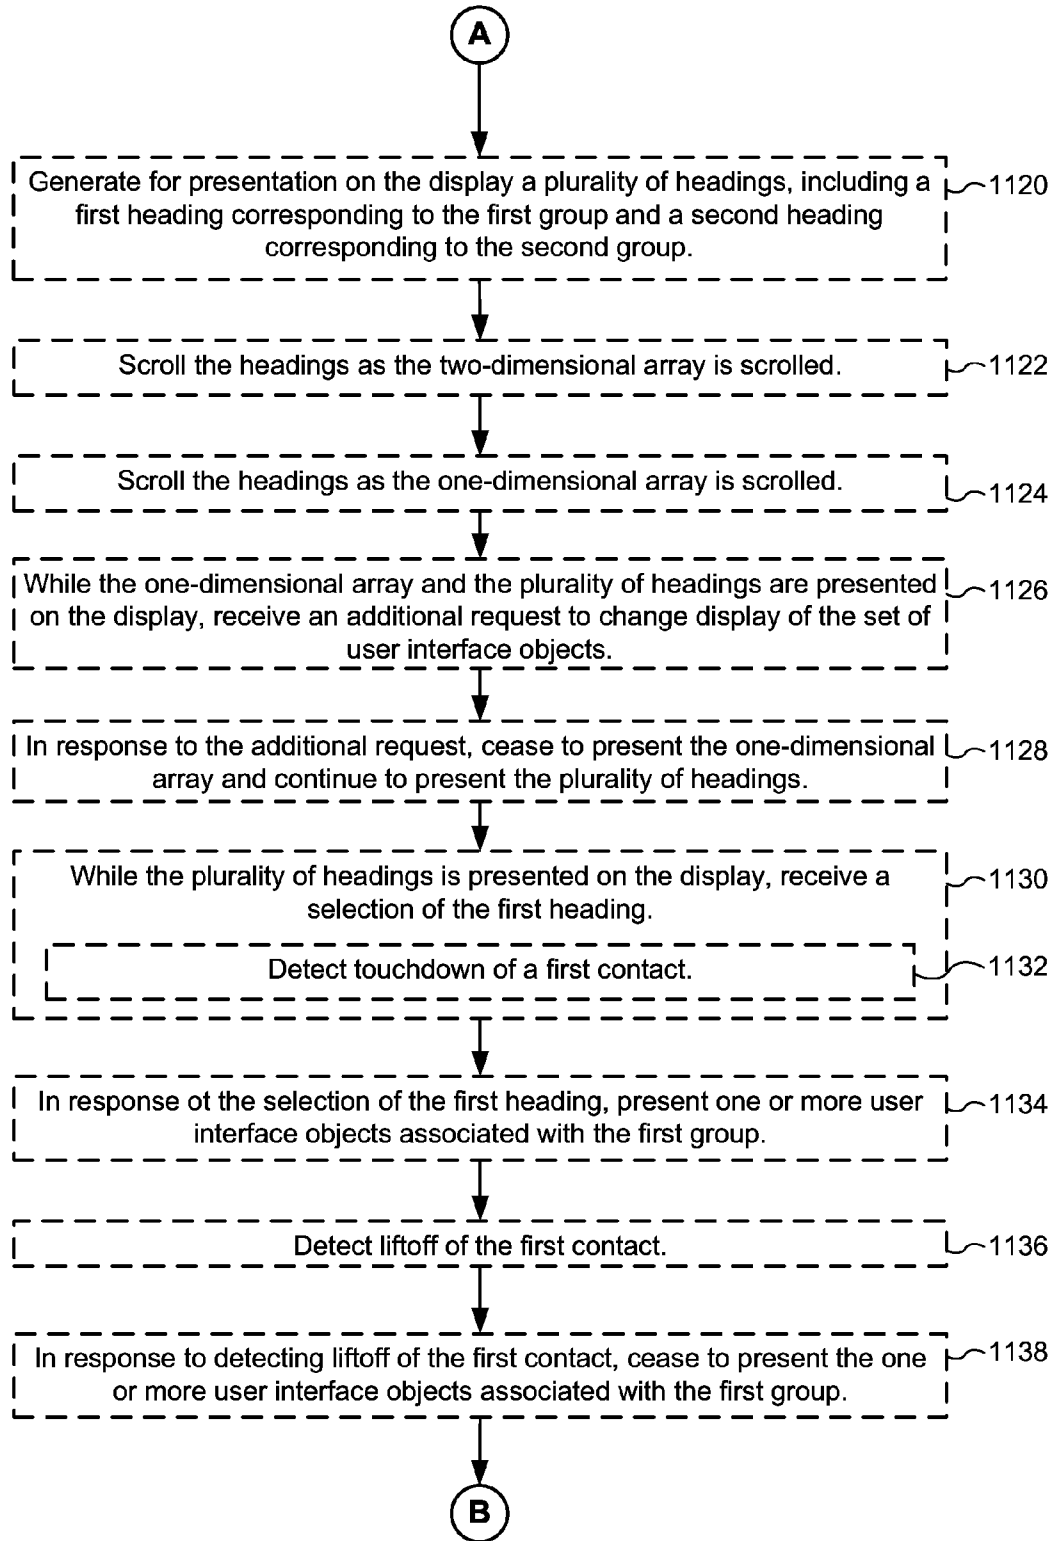 A
Generate for presentation on the display a plurality of headings, including a
first heading corresponding to the first group and a second heading
corresponding to the second group.
1120
Scroll the headings as the two-dimensional array is scrolled.
1122
Scroll the headings as the one-dimensional array is scrolled.
1124
While the one-dimensional array and the plurality of headings are presented
on the display, receive an additional request to change display of the set of
user interface objects.
1126
In response to the additional request, cease to present the one-dimensional
array and continue to present the plurality of headings.
1128
While the plurality of headings is presented on the display, receive a
selection of the first heading.
1130
Detect touchdown of a first contact.
1132
In response ot the selection of the first heading, present one or more user
interface objects associated with the first group.
1134
Detect liftoff of the first contact.
1136
In response to detecting liftoff of the first contact, cease to present the one
or more user interface objects associated with the first group.
1138
B